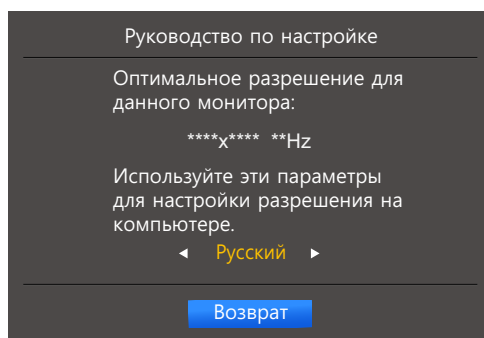 Руководство по настройке
Оптимальное разрешение для
данного монитора:
****x**** **Hz
Используйте эти параметры
для настройки разрешения на
компьютере.
◄ Русский ►
Возврат